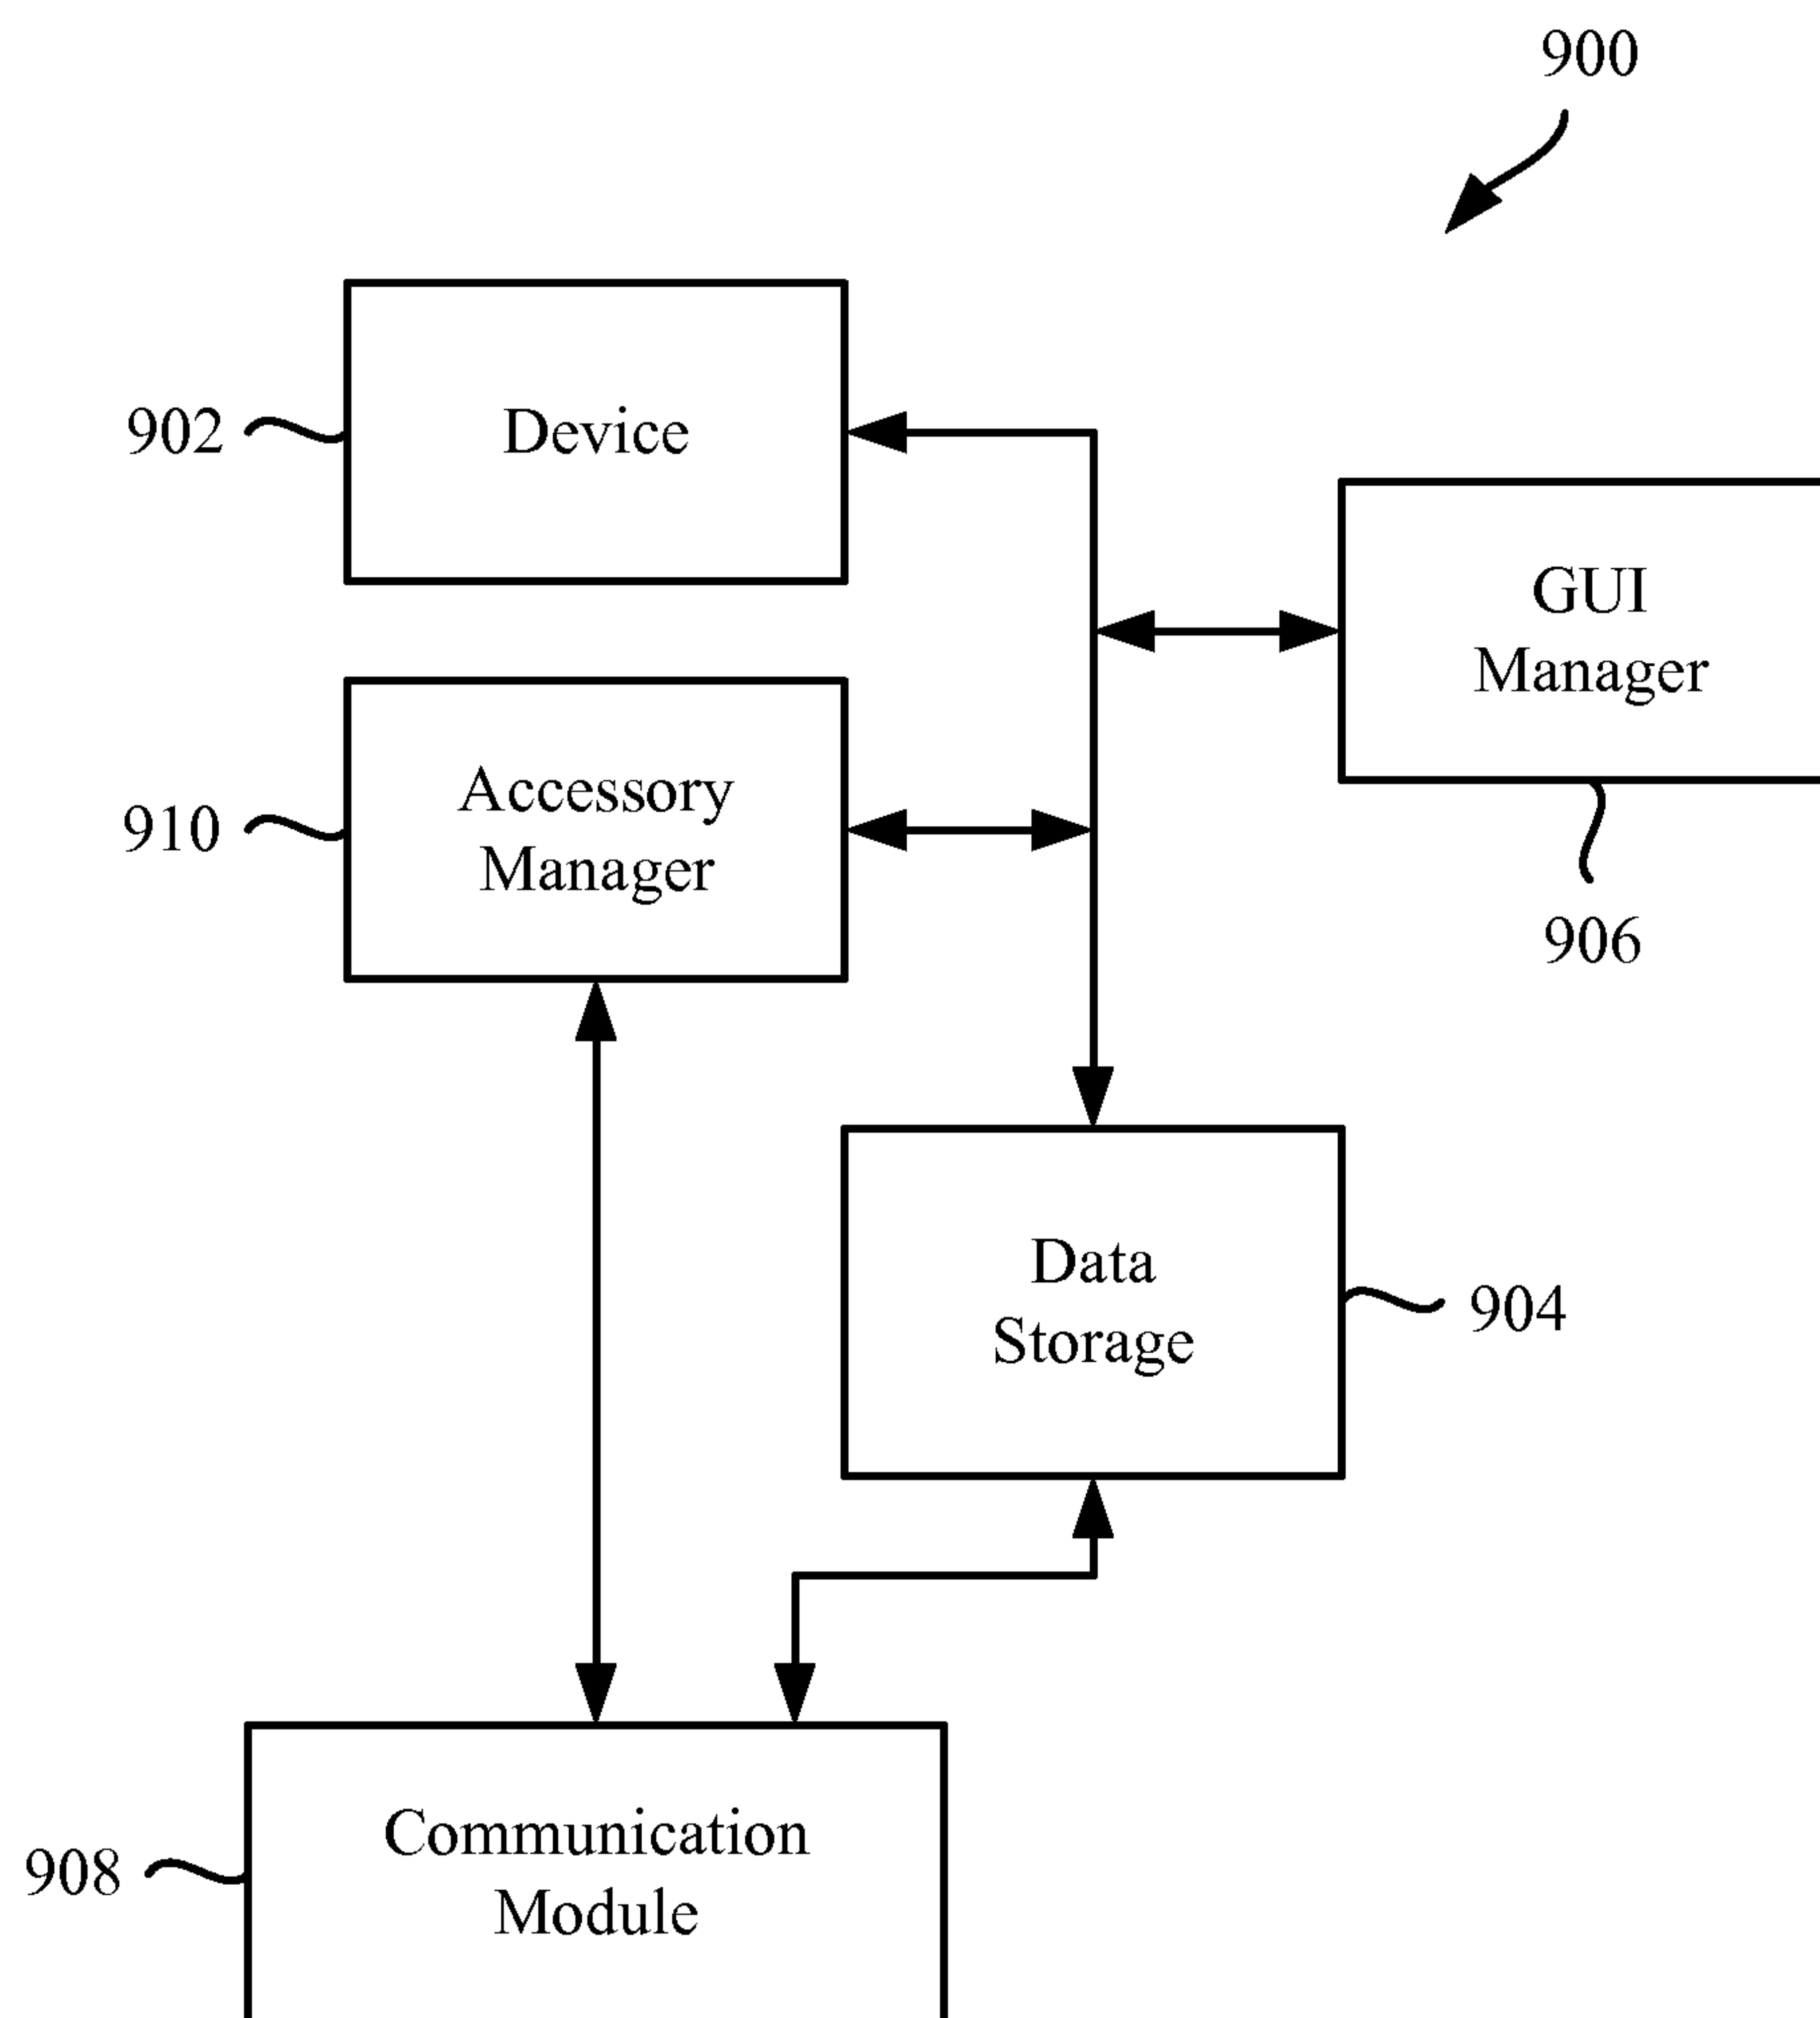 900
902
Device
GUI
Manager
910
Accessory
Manager
906
Data
Storage
904
908
Communication
Module